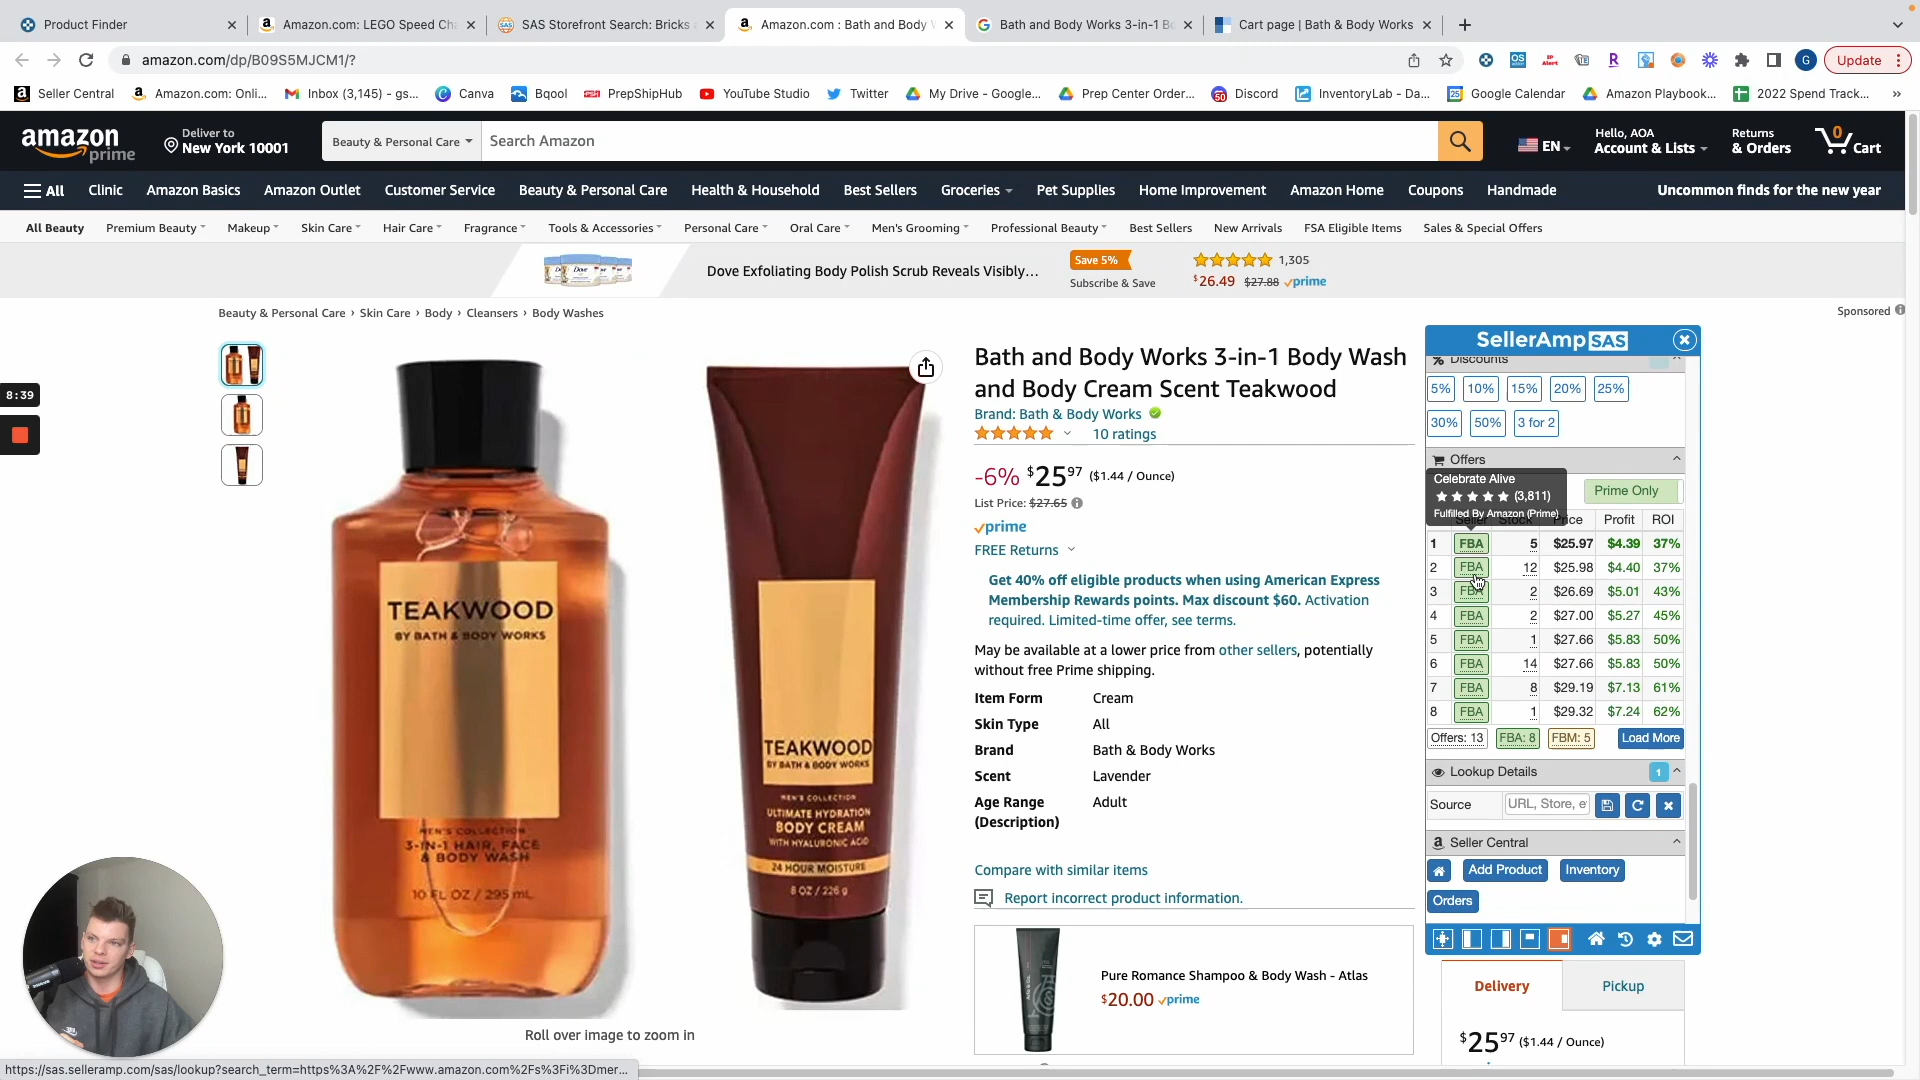 Product Finder
Amazon.com: LEGO Speed Cha
SAS Storefront Search: Bricks a
Amazon.com : Bath and Body W
Bath and Body Works 3-in-1 Bo
Cart page | Bath & Body Works
amazon.com/dp/B09S5MJCM1/?
Update
Seller Central
Amazon.com: Onli...
Inbox (3,145) - gs...
Canva
Bqool
PrepShipHub
YouTube Studio
Twitter
My Drive - Google...
Prep Center Order...
Discord
InventoryLab - Da...
Google Calendar
Amazon Playbook...
2022 Spend Track...
amazon
prime
Deliver to
New York 10001
Beauty & Personal Care
Search Amazon
EN
Hello, AOA
Account & Lists
Returns
& Orders
0
Cart
All
Clinic
Amazon Basics
Amazon Outlet
Customer Service
Beauty & Personal Care
Health & Household
Best Sellers
Groceries
Pet Supplies
Home Improvement
Amazon Home
Coupons
Handmade
Uncommon finds for the new year
All Beauty
Premium Beauty
Makeup
Skin Care
Hair Care
Fragrance
Tools & Accessories
Personal Care
Oral Care
Men's Grooming
Professional Beauty
Best Sellers
New Arrivals
FSA Eligible Items
Sales & Special Offers
Dove Exfoliating Body Polish Scrub Reveals Visibly...
Save 5%
Subscribe & Save
1,305
$26.49 $27.88 prime
Sponsored
Beauty & Personal Care › Skin Care › Body › Cleansers › Body Washes
8:39
TEAKWOOD
BY BATH & BODY WORKS
MEN'S COLLECTION
3-IN-1 HAIR, FACE
& BODY WASH
10 FL OZ / 295 mL
TEAKWOOD
BY BATH & BODY WORKS
MEN'S COLLECTION
ULTIMATE HYDRATION
BODY CREAM
WITH HYALURONIC ACID
24 HOUR MOISTURE
8 OZ / 226 g
Roll over image to zoom in
Bath and Body Works 3-in-1 Body Wash
and Body Cream Scent Teakwood
Brand: Bath & Body Works
10 ratings
-6% $25 97 ($1.44 / Ounce)
List Price: $27.65
prime
FREE Returns
Get 40% off eligible products when using American Express
Membership Rewards points. Max discount $60. Activation
required. Limited-time offer, see terms.
May be available at a lower price from other sellers, potentially
without free Prime shipping.
Item Form Cream
Skin Type All
Brand Bath & Body Works
Scent Lavender
Age Range Adult
(Description)
Compare with similar items
Report incorrect product information.
Pure Romance Shampoo & Body Wash - Atlas
$20.00 prime
SellerAmp SAS
Discounts
5% 10% 15% 20% 25%
30% 50% 3 for 2
Offers
Celebrate Alive
(3,811)
Fulfilled By Amazon (Prime)
Prime Only
Seller Stock Price Profit ROI
1 FBA 5 $25.97 $4.39 37%
2 FBA 12 $25.98 $4.40 37%
3 FBA 2 $26.69 $5.01 43%
4 FBA 2 $27.00 $5.27 45%
5 FBA 1 $27.66 $5.83 50%
6 FBA 14 $27.66 $5.83 50%
7 FBA 8 $29.19 $7.13 61%
8 FBA 1 $29.32 $7.24 62%
Offers: 13 FBA: 8 FBM: 5 Load More
Lookup Details 1
Source URL, Store, e
Seller Central
Add Product Inventory
Orders
Delivery Pickup
$25 97 ($1.44 / Ounce)
https://sas.selleramp.com/sas/lookup?search_term=https%3A%2F%2Fwww.amazon.com%2Fs%3Fi%3Dmer...